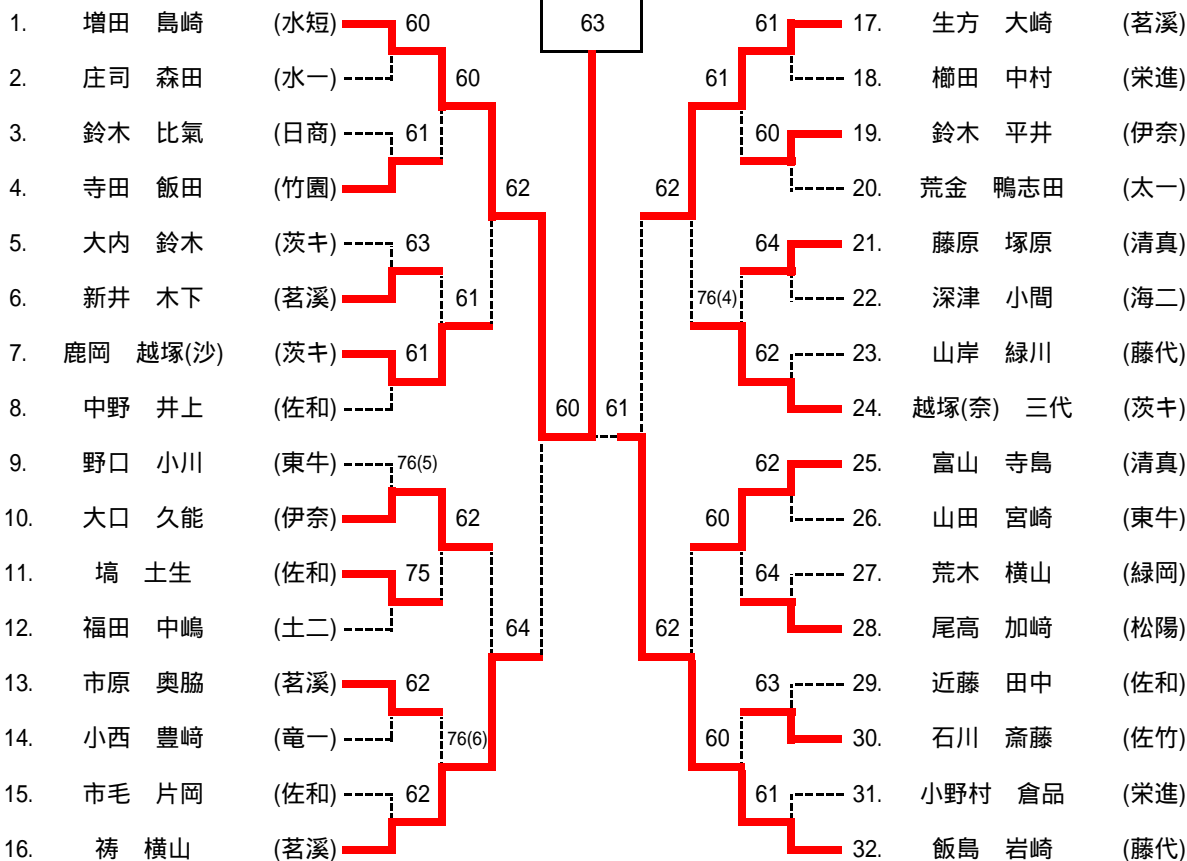 1. 増田 島崎 (水短) 60 63 61 17. 生方 大崎 (茗溪)
2. 庄司 森田 (水一) 60 61 18. 櫛田 中村 (栄進)
3. 鈴木 比氣 (日商) 61 60 19. 鈴木 平井 (伊奈)
4. 寺田 飯田 (竹園) 62 62 20. 荒金 鴨志田 (太一)
5. 大内 鈴木 (茨キ) 63 64 21. 藤原 塚原 (清真)
6. 新井 木下 (茗溪) 61 76(4) 22. 深津 小間 (海二)
7. 鹿岡 越塚(沙) (茨キ) 61 62 23. 山岸 緑川 (藤代)
8. 中野 井上 (佐和) 60 61 24. 越塚(奈) 三代 (茨キ)
9. 野口 小川 (東牛) 76(5) 62 25. 富山 寺島 (清真)
10. 大口 久能 (伊奈) 62 60 26. 山田 宮崎 (東牛)
11. 塙 土生 (佐和) 75 64 27. 荒木 横山 (緑岡)
12. 福田 中嶋 (土二) 64 62 28. 尾高 加﨑 (松陽)
13. 市原 奥脇 (茗溪) 62 63 29. 近藤 田中 (佐和)
14. 小西 豊﨑 (竜一) 76(6) 60 30. 石川 斎藤 (佐竹)
15. 市毛 片岡 (佐和) 62 61 31. 小野村 倉品 (栄進)
16. 祷 横山 (茗溪) 32. 飯島 岩崎 (藤代)